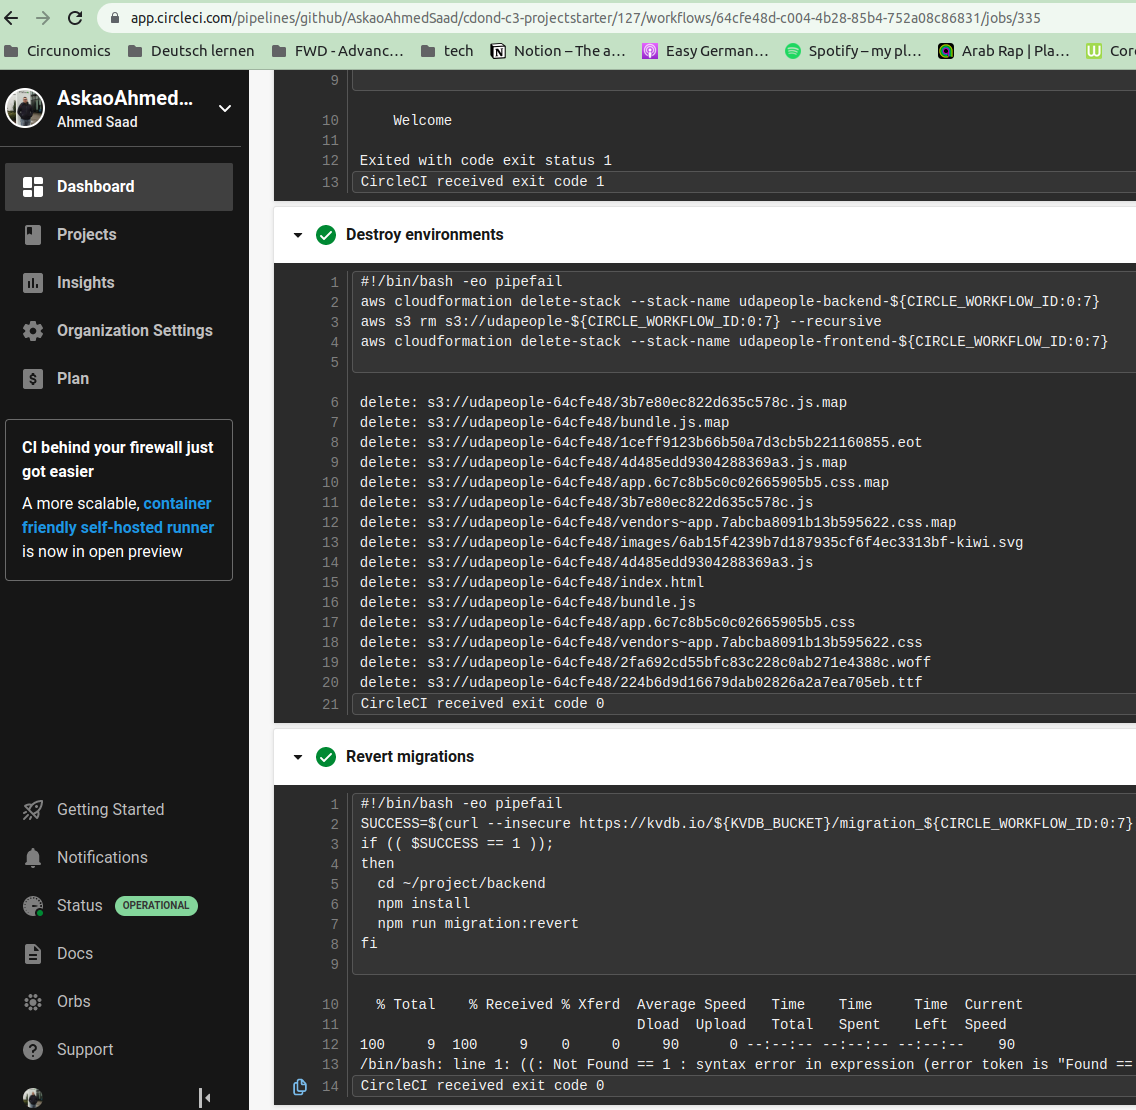 app.circleci.com/pipelines/github/AskaoAhmedSaad/cdond-c3-projectstarter/127/workflows/64cfe48d-c004-4b28-85b4-752a08c86831/jobs/335
Circunomics Deutsch lernen FWD - Advanc… tech Notion – The a… Easy German… Spotify – my pl… Arab Rap | Pla… Cor
AskaoAhmed...
Ahmed Saad
Dashboard
Projects
Insights
Organization Settings
$ Plan
CI behind your firewall just
got easier
A more scalable, container
friendly self-hosted runner
is now in open preview
Getting Started
Notifications
Status OPERATIONAL
Docs
Orbs
? Support
9
10 Welcome
11
12 Exited with code exit status 1
13 CircleCI received exit code 1
Destroy environments
1 #!/bin/bash -eo pipefail
2 aws cloudformation delete-stack --stack-name udapeople-backend-${CIRCLE_WORKFLOW_ID:0:7}
3 aws s3 rm s3://udapeople-${CIRCLE_WORKFLOW_ID:0:7} --recursive
4 aws cloudformation delete-stack --stack-name udapeople-frontend-${CIRCLE_WORKFLOW_ID:0:7}
5
6 delete: s3://udapeople-64cfe48/3b7e80ec822d635c578c.js.map
7 delete: s3://udapeople-64cfe48/bundle.js.map
8 delete: s3://udapeople-64cfe48/1ceff9123b66b50a7d3cb5b221160855.eot
9 delete: s3://udapeople-64cfe48/4d485edd9304288369a3.js.map
10 delete: s3://udapeople-64cfe48/app.6c7c8b5c0c02665905b5.css.map
11 delete: s3://udapeople-64cfe48/3b7e80ec822d635c578c.js
12 delete: s3://udapeople-64cfe48/vendors~app.7abcba8091b13b595622.css.map
13 delete: s3://udapeople-64cfe48/images/6ab15f4239b7d187935cf6f4ec3313bf-kiwi.svg
14 delete: s3://udapeople-64cfe48/4d485edd9304288369a3.js
15 delete: s3://udapeople-64cfe48/index.html
16 delete: s3://udapeople-64cfe48/bundle.js
17 delete: s3://udapeople-64cfe48/app.6c7c8b5c0c02665905b5.css
18 delete: s3://udapeople-64cfe48/vendors~app.7abcba8091b13b595622.css
19 delete: s3://udapeople-64cfe48/2fa692cd55bfc83c228c0ab271e4388c.woff
20 delete: s3://udapeople-64cfe48/224b6d9d16679dab02826a2a7ea705eb.ttf
21 CircleCI received exit code 0
Revert migrations
1 #!/bin/bash -eo pipefail
2 SUCCESS=$(curl --insecure https://kvdb.io/${KVDB_BUCKET}/migration_${CIRCLE_WORKFLOW_ID:0:7}
3 if (( $SUCCESS == 1 ));
4 then
5 cd ~/project/backend
6 npm install
7 npm run migration:revert
8 fi
9
10 % Total % Received % Xferd Average Speed Time Time Time Current
11 Dload Upload Total Spent Left Speed
12 100 9 100 9 0 0 90 0 --:--:-- --:--:-- --:--:-- 90
13 /bin/bash: line 1: ((: Not Found == 1 : syntax error in expression (error token is "Found ==
14 CircleCI received exit code 0